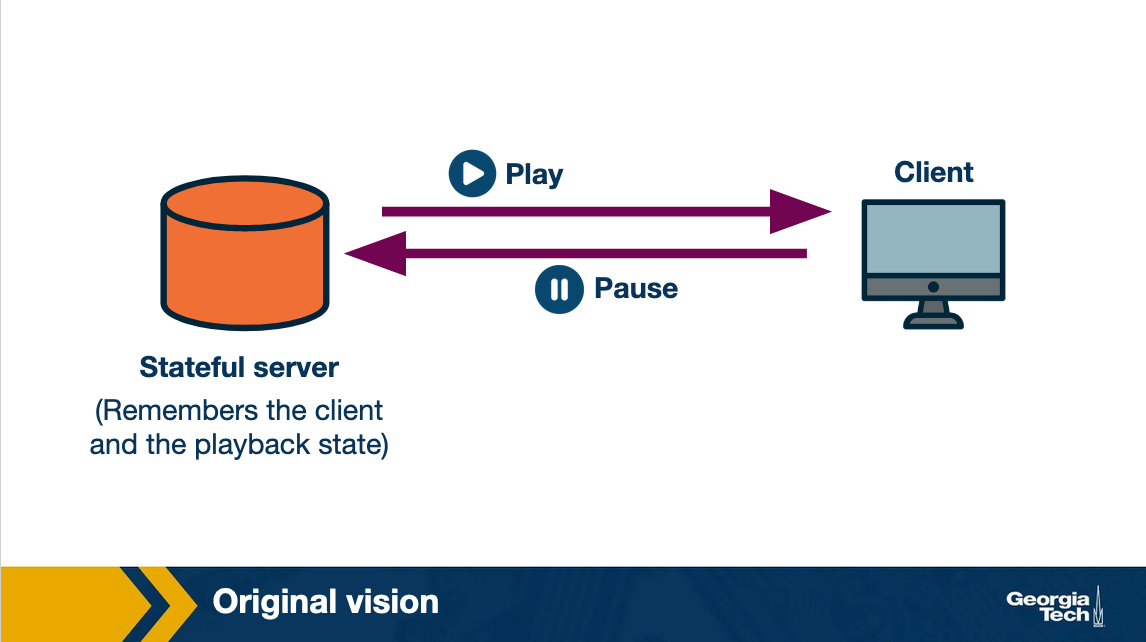 Play
Client
Pause
Stateful server
(Remembers the client
and the playback state)
Original vision
Georgia
Tech